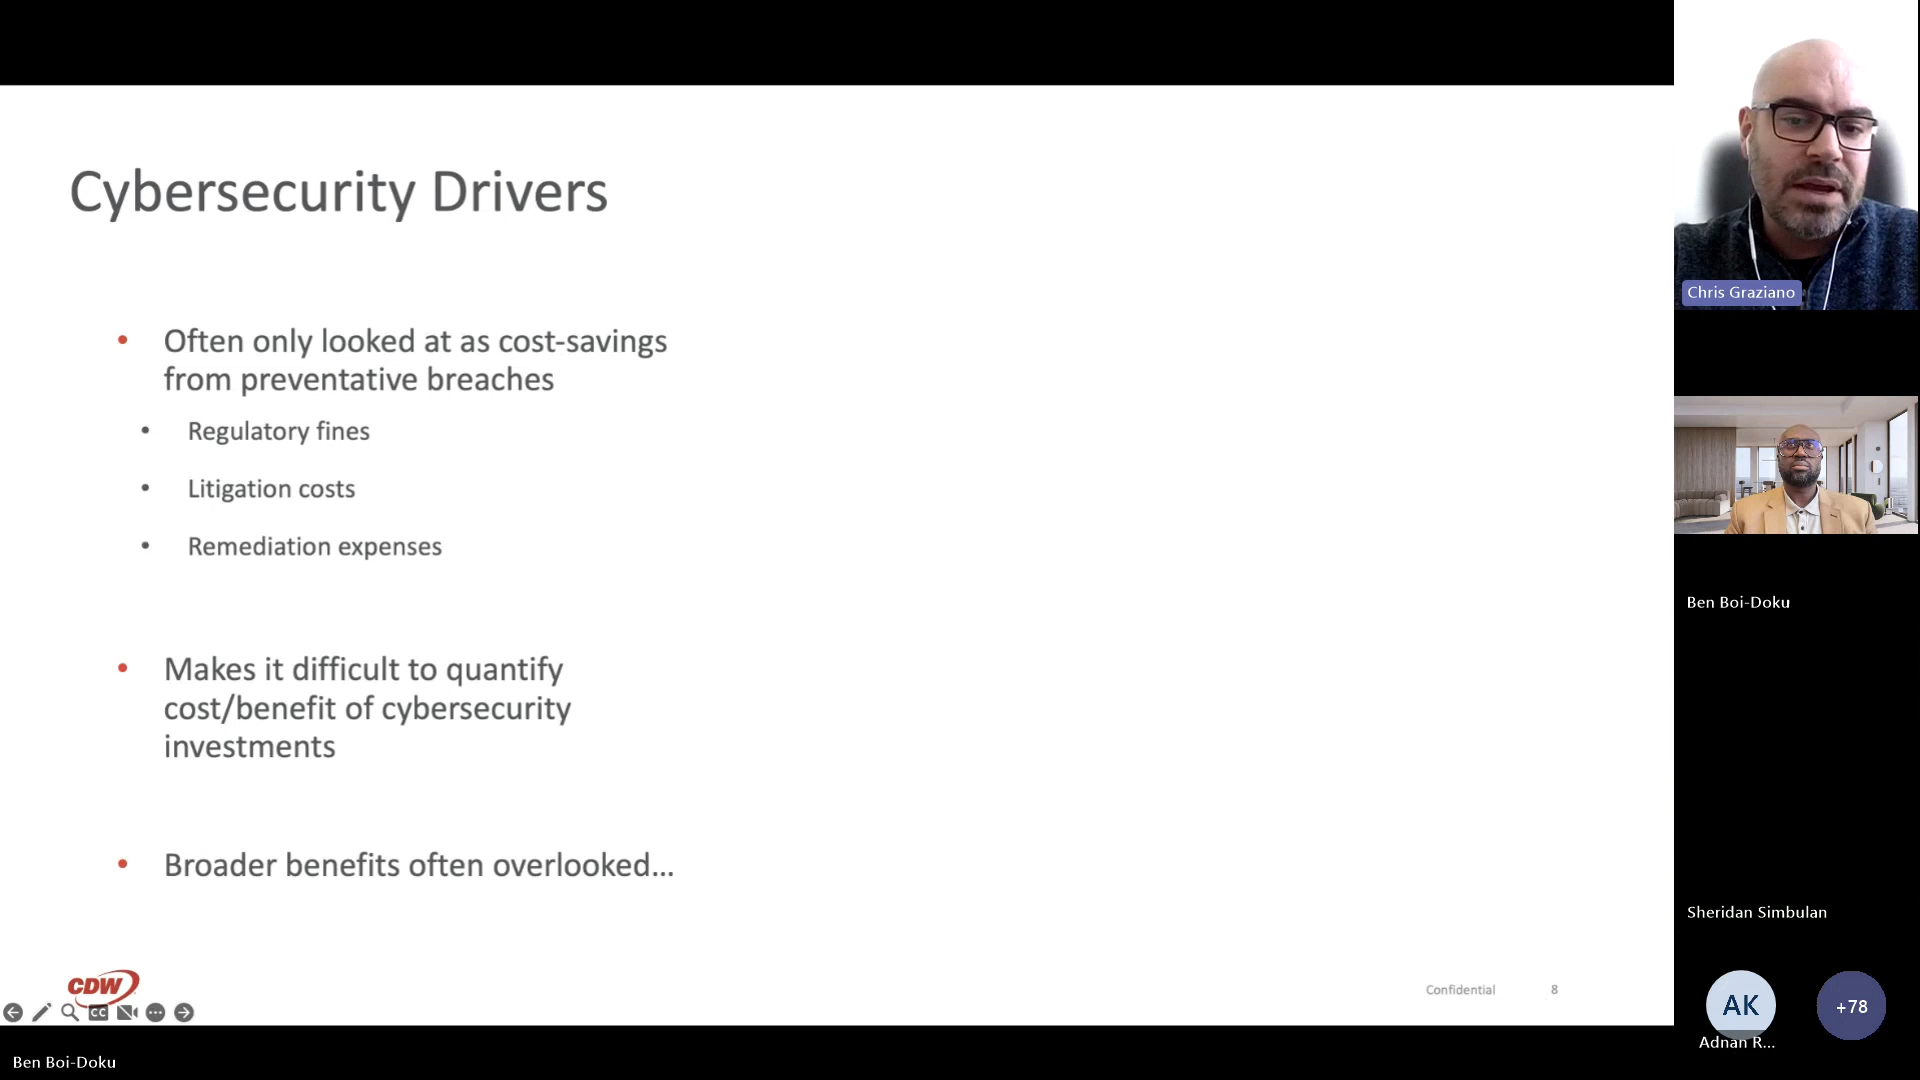 Cybersecurity Drivers
• Often only looked at as cost-savings
from preventative breaches
• Regulatory fines
• Litigation costs
• Remediation expenses
• Makes it difficult to quantify
cost/benefit of cybersecurity
investments
• Broader benefits often overlooked...
CDW
Confidential 8
CC
Ben Boi-Doku
Chris Graziano
Ben Boi-Doku
Sheridan Simbulan
AK
Adnan R...
+78